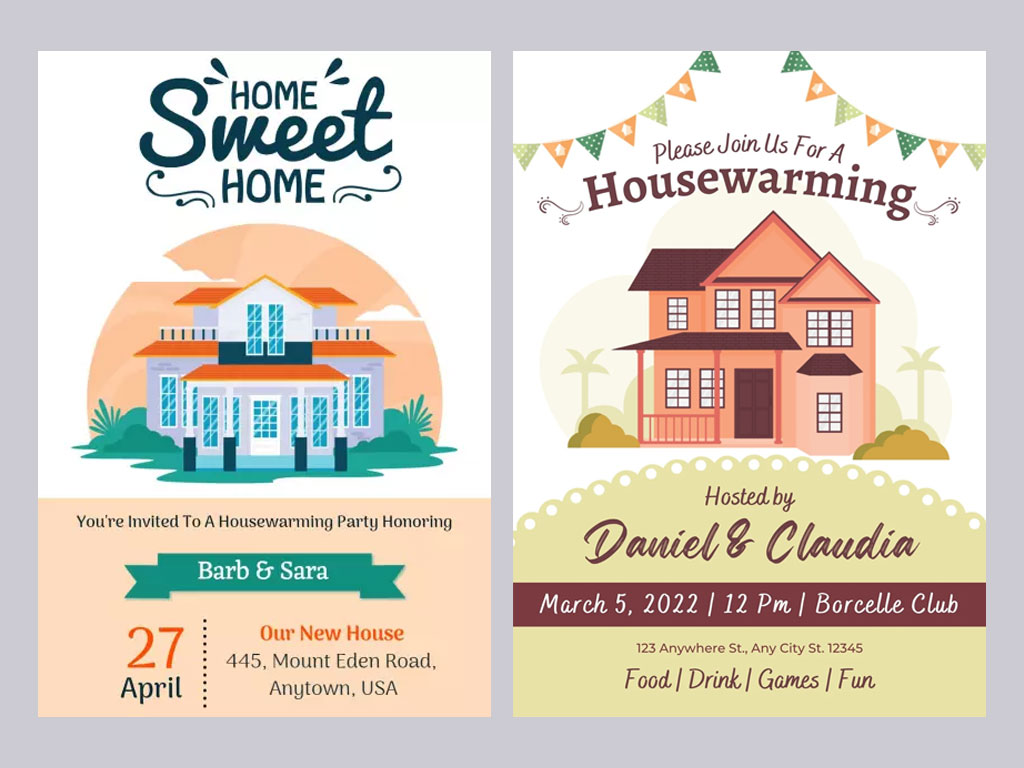 HOME
Sweet
HOME
You're Invited To A Housewarming Party Honoring
Barb & Sara
27
April
Our New House
445, Mount Eden Road,
Anytown, USA
Please Join Us For A
Housewarming
Hosted by
Daniel & Claudia
March 5, 2022 | 12 Pm | Borcelle Club
123 Anywhere St., Any City St. 12345
Food | Drink | Games | Fun